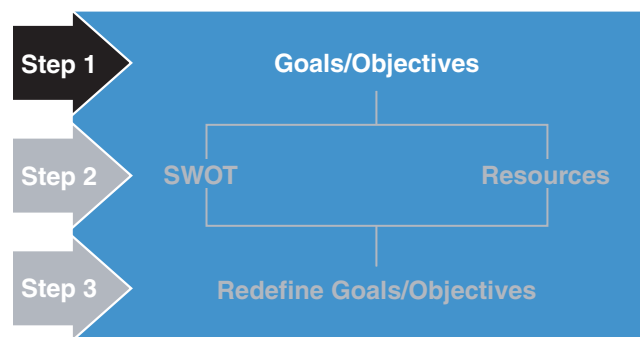 Step 1
Goals/Objectives
Step 2
SWOT
Resources
Step 3
Redefine Goals/Objectives